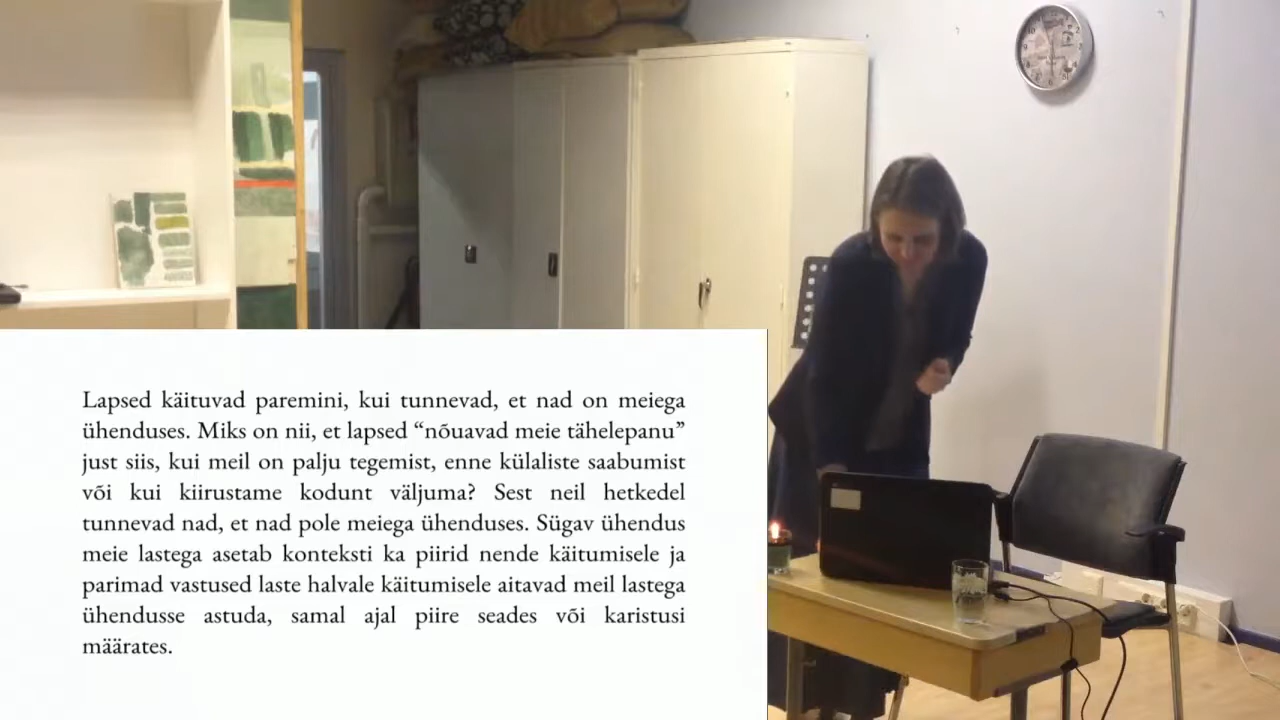 Lapsed käituvad paremini, kui tunnevad, et nad on meiega
ühenduses. Miks on nii, et lapsed “nõuavad meie tähelepanu”
just siis, kui meil on palju tegemist, enne külaliste saabumist
või kui kiirustame kodunt väljuma? Sest neil hetkedel
tunnevad nad, et nad pole meiega ühenduses. Sügav ühendus
meie lastega asetab konteksti ka piirid nende käitumisele ja
parimad vastused laste halvale käitumisele aitavad meil lastega
ühendusse astuda, samal ajal piire seades või karistusi
määrates.